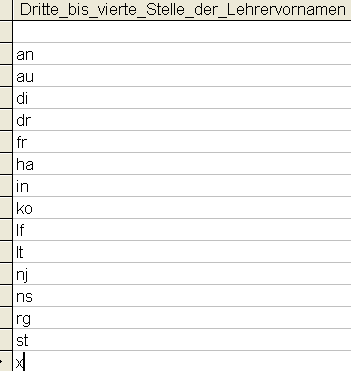 Dritte_bis_vierte_Stelle_der_Lehrervornamen
an
au
di
dr
fr
ha
in
ko
lf
lt
nj
ns
rg
st
x